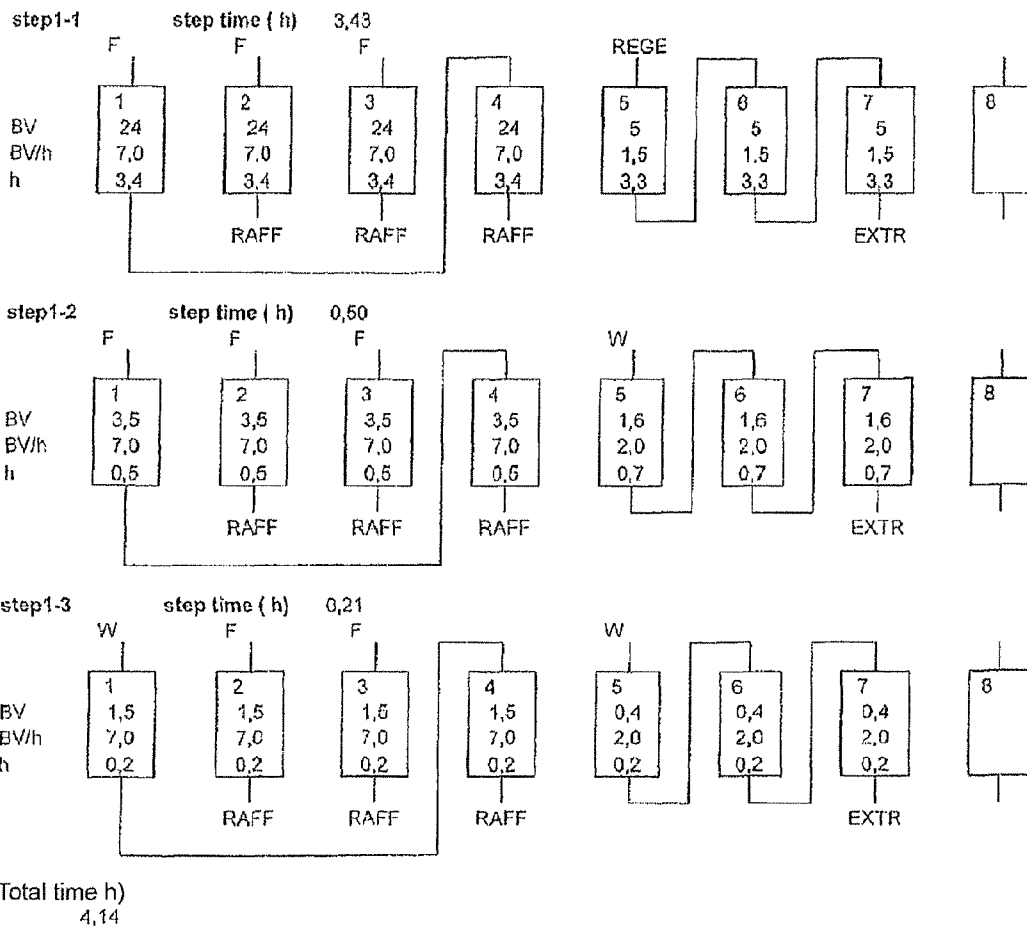 step1-1 step time ( h) 3,43
F F F REGE
1 2 3 4 5 6 7 8
BV 24 24 24 24 5 5 5
BV/h 7,0 7,0 7,0 7,0 1,5 1,5 1,5
h 3,4 3,4 3,4 3,4 3,3 3,3 3,3
RAFF RAFF RAFF EXTR
step1-2 step time ( h) 0,50
F F F W
1 2 3 4 5 6 7 8
BV 3,5 3,5 3,5 3,5 1,6 1,6 1,6
BV/h 7,0 7,0 7,0 7,0 2,0 2,0 2,0
h 0,5 0,5 0,5 0,5 0,7 0,7 0,7
RAFF RAFF RAFF EXTR
step1-3 step time ( h) 0,21
W F F W
1 2 3 4 5 6 7 8
BV 1,5 1,5 1,5 1,5 0,4 0,4 0,4
BV/h 7,0 7,0 7,0 7,0 2,0 2,0 2,0
h 0,2 0,2 0,2 0,2 0,2 0,2 0,2
RAFF RAFF RAFF EXTR
Total time h)
4,14